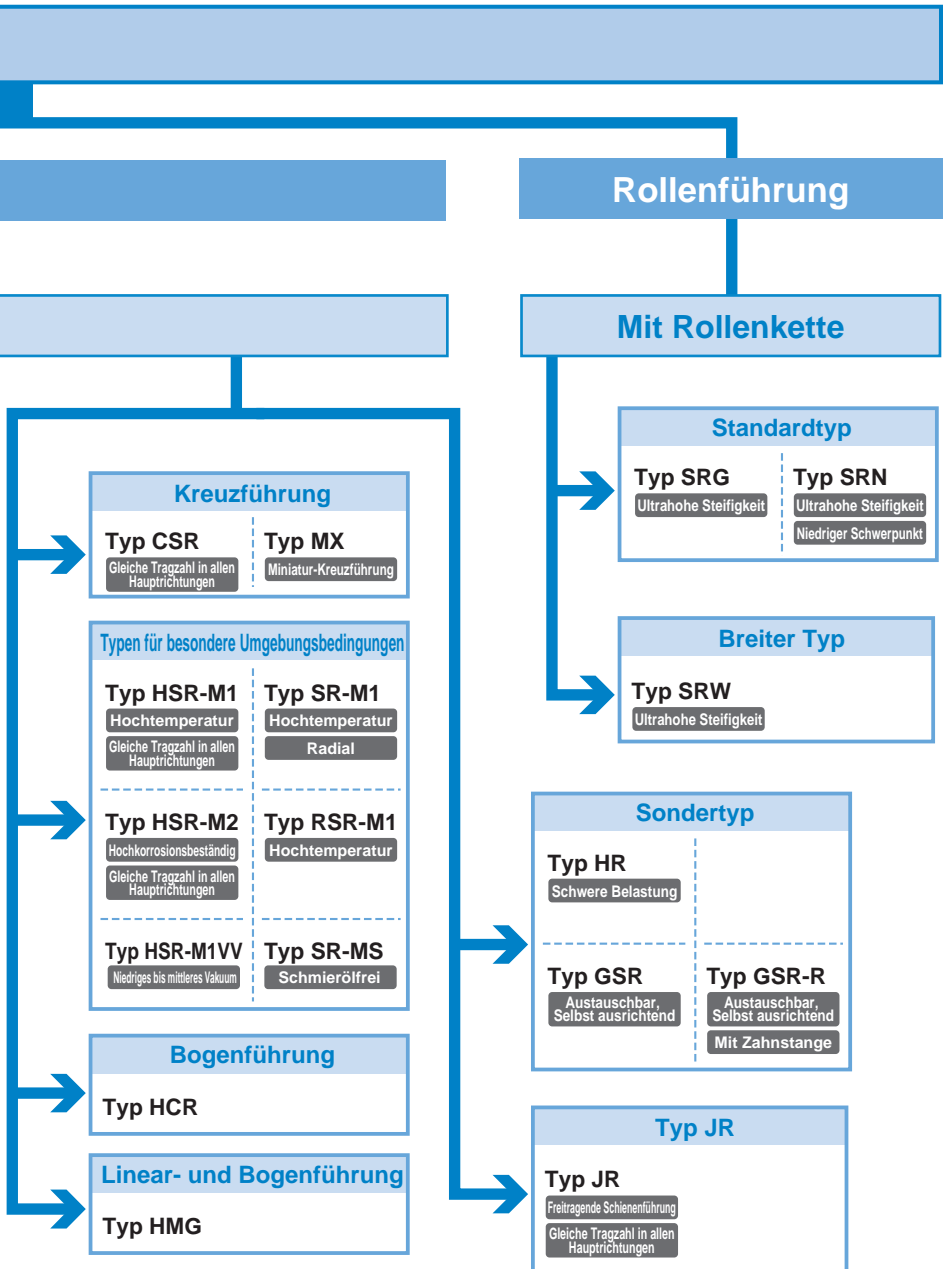 Rollenführung
Mit Rollenkette
Standardtyp
Typ SRG
Ultrahohe Steifigkeit
Typ SRN
Ultrahohe Steifigkeit
Niedriger Schwerpunkt
Breiter Typ
Typ SRW
Ultrahohe Steifigkeit
Kreuzführung
Typ CSR
Gleiche Tragzahl in allen
Hauptrichtungen
Typ MX
Miniatur-Kreuzführung
Typen für besondere Umgebungsbedingungen
Typ HSR-M1
Hochtemperatur
Gleiche Tragzahl in allen
Hauptrichtungen
Typ SR-M1
Hochtemperatur
Radial
Typ HSR-M2
Hochkorrosionsbeständig
Gleiche Tragzahl in allen
Hauptrichtungen
Typ RSR-M1
Hochtemperatur
Typ HSR-M1VV
Niedriges bis mittleres Vakuum
Typ SR-MS
Schmierölfrei
Bogenführung
Typ HCR
Linear- und Bogenführung
Typ HMG
Sondertyp
Typ HR
Schwere Belastung
Typ GSR
Austauschbar,
Selbst ausrichtend
Typ GSR-R
Austauschbar,
Selbst ausrichtend
Mit Zahnstange
Typ JR
Typ JR
Freitragende Schienenführung
Gleiche Tragzahl in allen
Hauptrichtungen